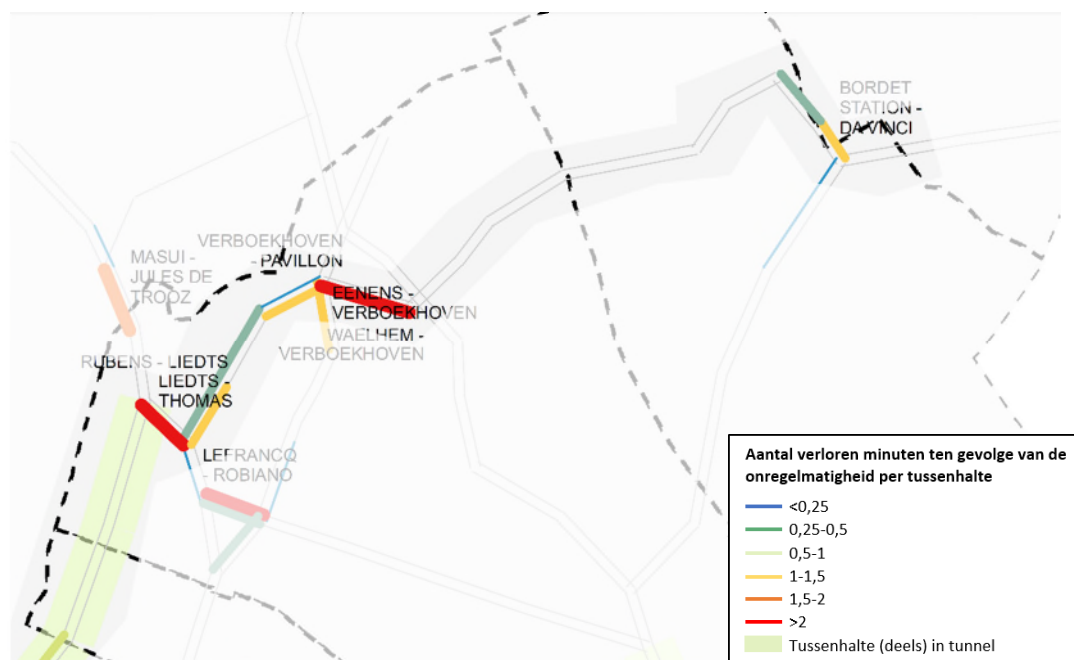 BORDET
STATION -
DA VINCI
VERBOEKHOVEN
- PAVILLON
MASUI -
JULES DE
TROOZ
EENENS -
VERBOEKHOVEN
WAELHEM -
VERBOEKHOVEN
RUBENS - LIEDTS
LIEDTS -
THOMAS
LEFRANCQ
- ROBIANO
Aantal verloren minuten ten gevolge van de
onregelmatigheid per tussenhalte
<0,25
0,25-0,5
0,5-1
1-1,5
1,5-2
>2
Tussenhalte (deels) in tunnel